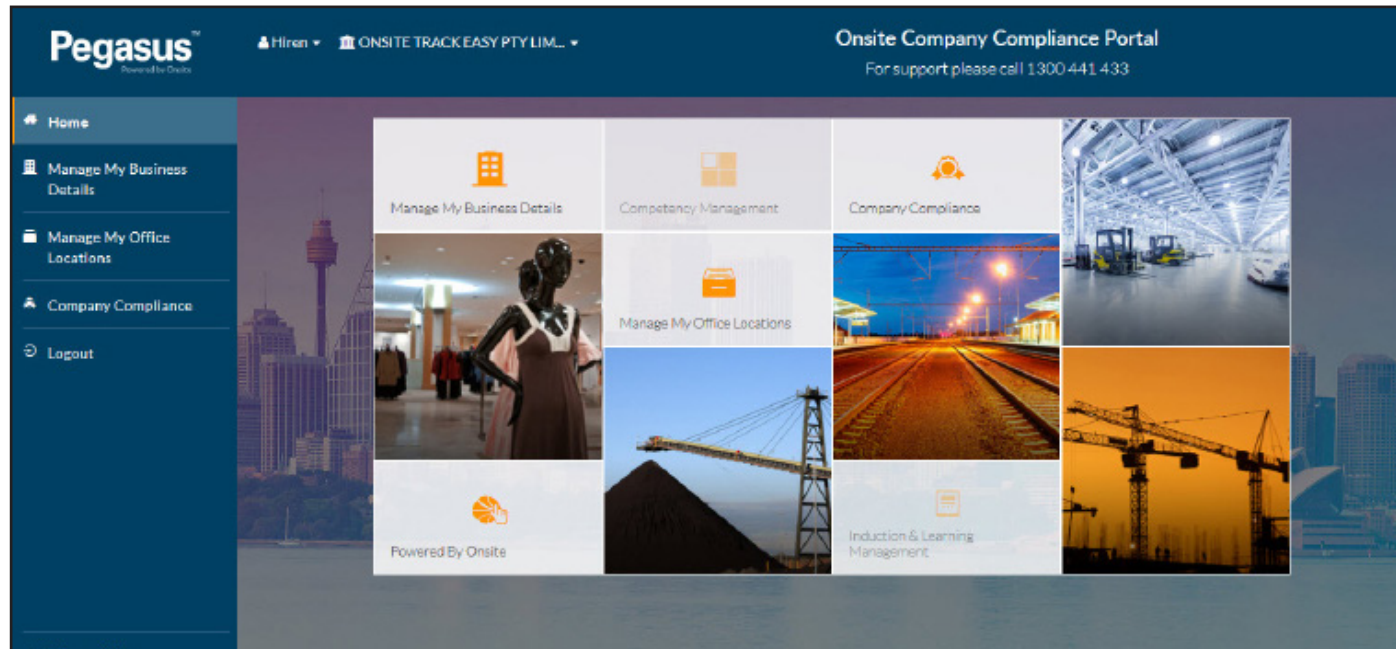 Pegasus™
Powered by Onsite
Hiren
ONSITE TRACK EASY PTY LIM...
Onsite Company Compliance Portal
For support please call 1300 441 433
Home
Manage My Business
Details
Manage My Office
Locations
Company Compliance
Logout
Manage My Business Details
Competency Management
Company Compliance
Manage My Office Locations
Powered By Onsite
Induction & Learning
Management